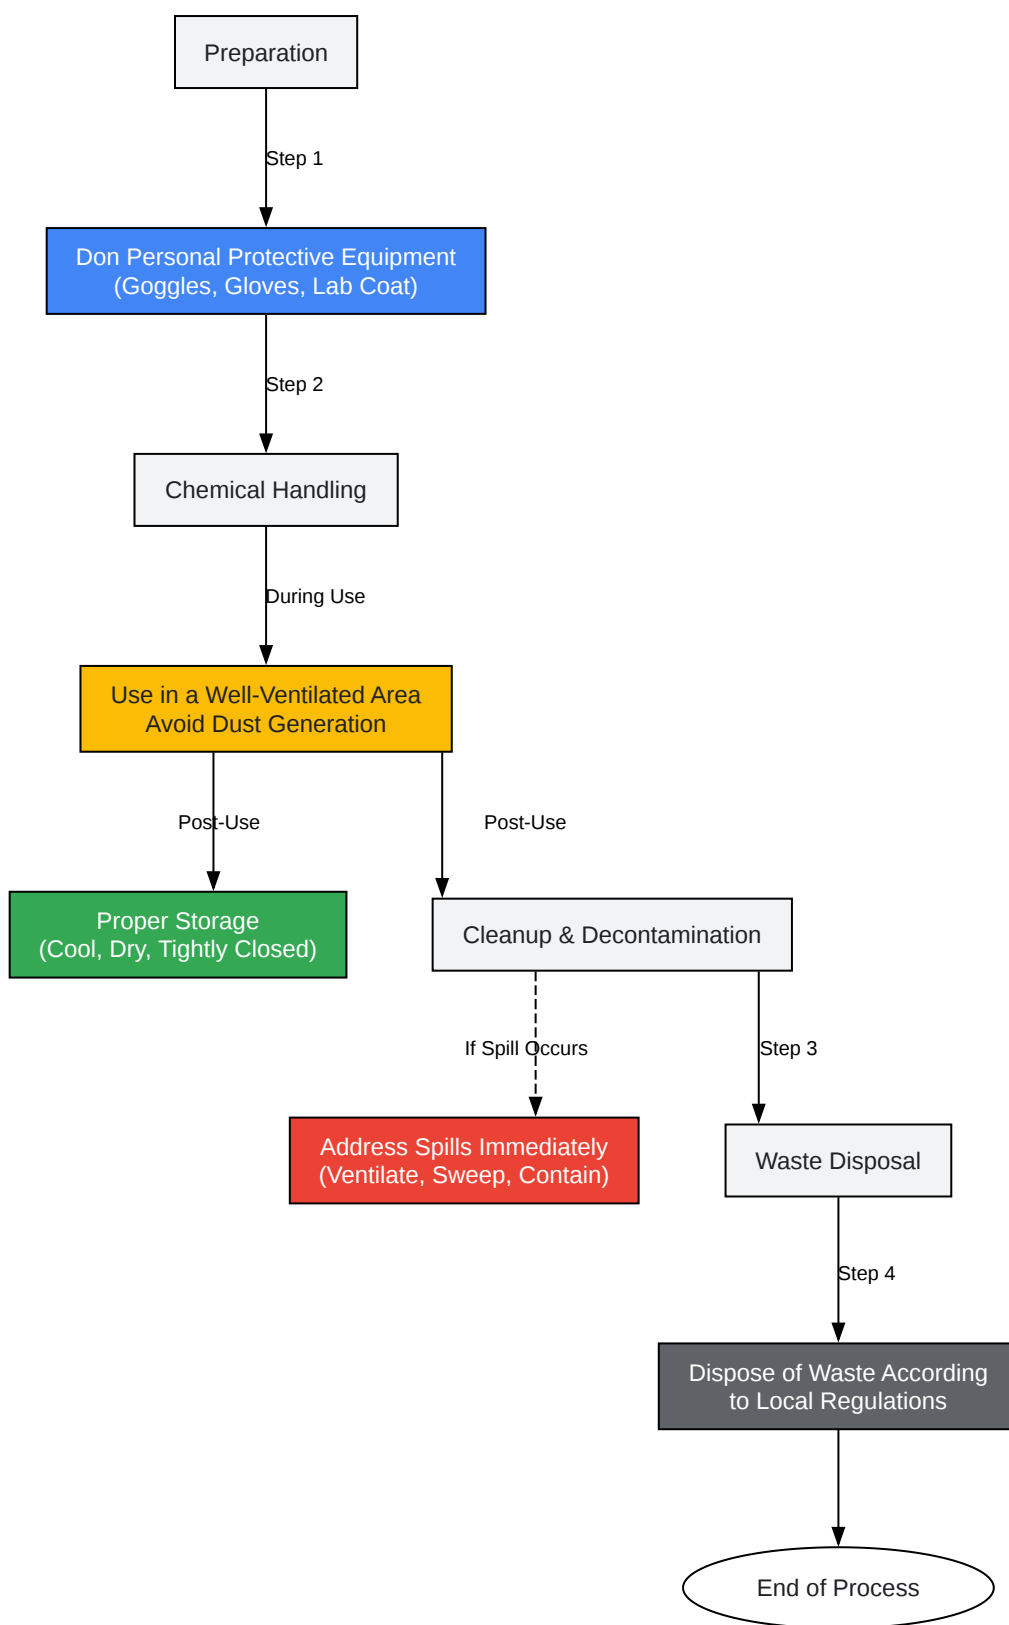 Preparation
Step 1
Don Personal Protective Equipment
(Goggles, Gloves, Lab Coat)
Step 2
Chemical Handling
During Use
Use in a Well-Ventilated Area
Avoid Dust Generation
Post-Use
Post-Use
Proper Storage
(Cool, Dry, Tightly Closed)
Cleanup & Decontamination
If Spill Occurs
Step 3
Address Spills Immediately
(Ventilate, Sweep, Contain)
Waste Disposal
Step 4
Dispose of Waste According
to Local Regulations
End of Process